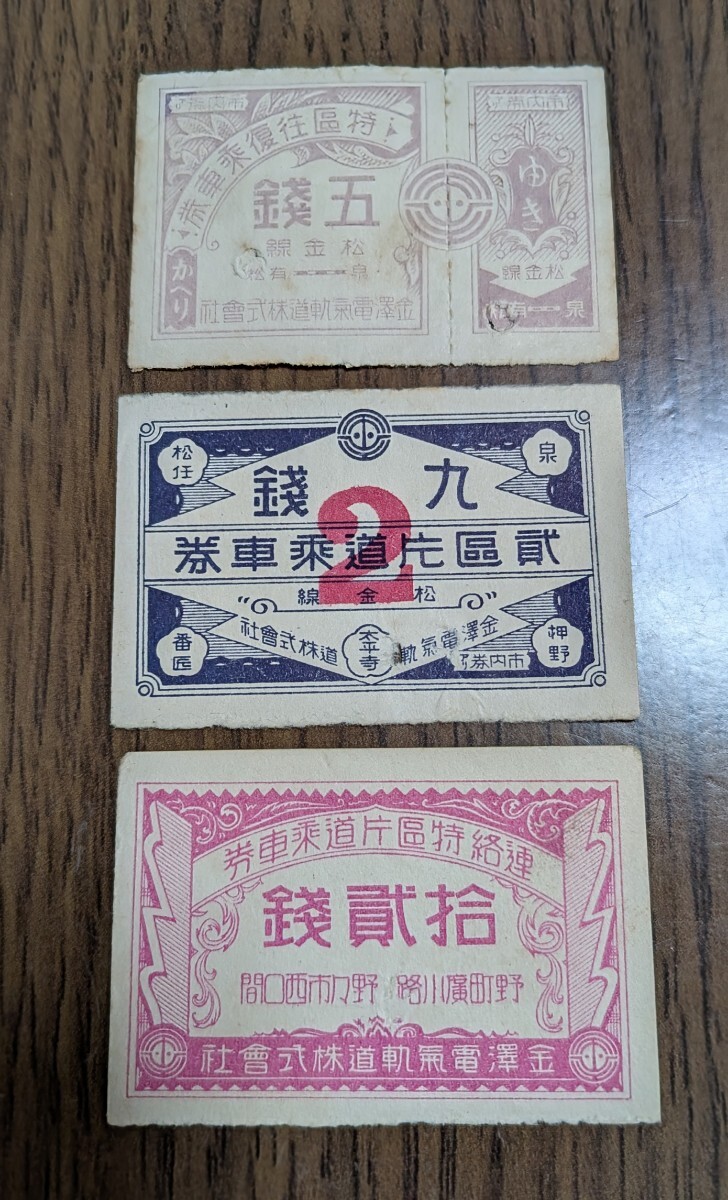 特區往復乘車券
五錢
松金線
泉━━有松
かへり
金澤電氣軌道株式會社
ゆき
松金線
泉━有松
泉
松任
九錢
2
貳區片道乘車券
松金線
金澤電氣軌道株式會社
太平寺
押野
番匠
市内券
連絡特區片道乘車券
拾貳錢
野町廣小路 野々市西口間
金澤電氣軌道株式會社